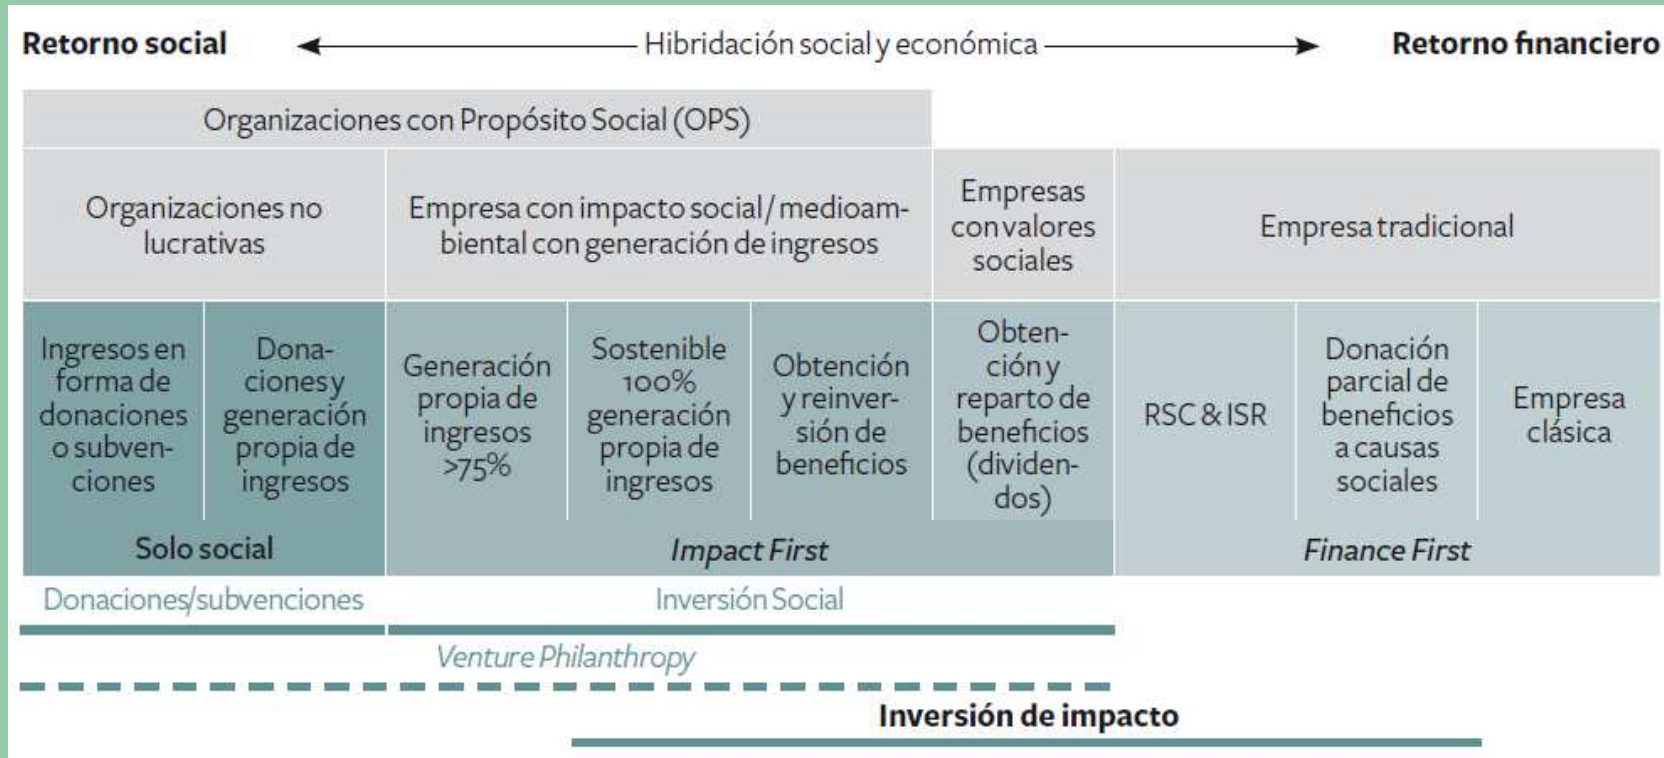 Retorno social
Hibridación social y económica
Retorno financiero
Organizaciones con Propósito Social (OPS)
Organizaciones no
lucrativas
Empresa con impacto social/medioam-
biental con generación de ingresos
Empresas
con valores
sociales
Empresa tradicional
Ingresos en
forma de
donaciones
o subven-
ciones
Dona-
ciones y
generación
propia de
ingresos
Generación
propia de
ingresos
>75%
Sostenible
100%
generación
propia de
ingresos
Obtención
y reinver-
sión de
beneficios
Obten-
ción y
reparto de
beneficios
(dividen-
dos)
RSC & ISR
Donación
parcial de
beneficios
a causas
sociales
Empresa
clásica
Solo social
Impact First
Finance First
Donaciones/subvenciones
Inversión Social
Venture Philanthropy
Inversión de impacto